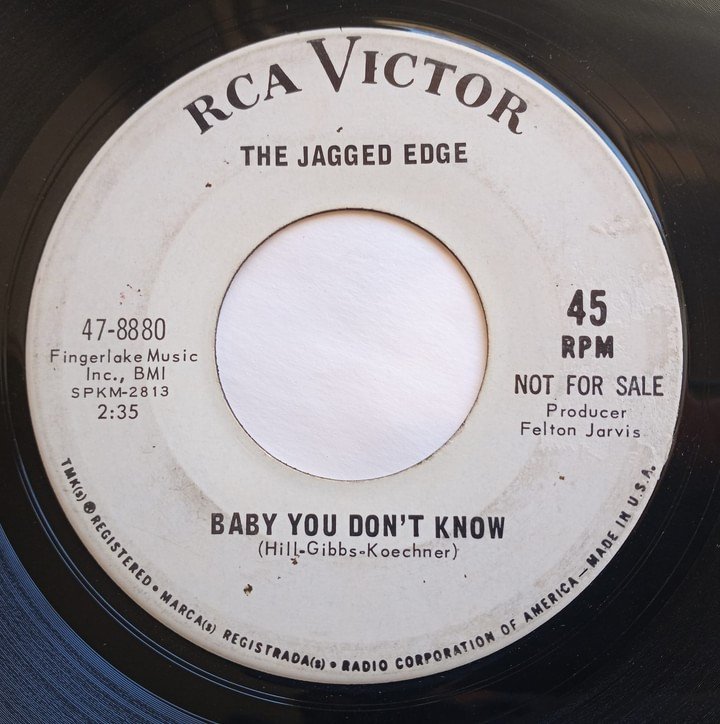 RCA VICTOR
THE JAGGED EDGE
47-8880
Fingerlake Music
Inc., BMI
SPKM-2813
2:35
45
RPM
NOT FOR SALE
Producer
Felton Jarvis
BABY YOU DON'T KNOW
(Hill-Gibbs-Koechner)
TMK(s) ® REGISTERED • MARCA(s) REGISTRADA(s) • RADIO CORPORATION OF AMERICA — MADE IN U.S.A.